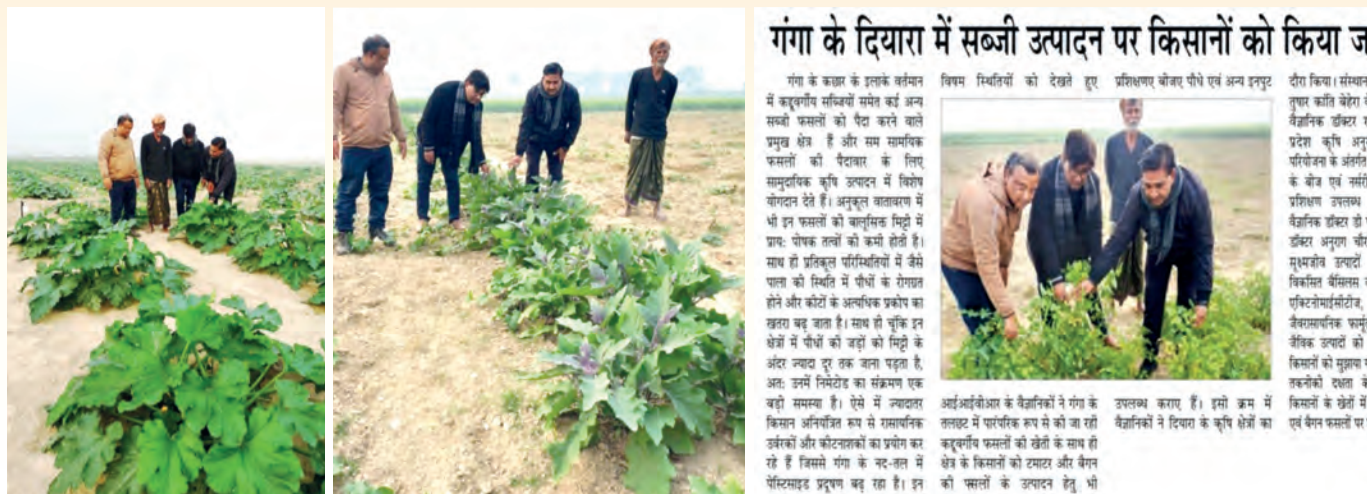 गंगा के दियारा में सब्जी उत्पादन पर किसानों को किया ज
गंगा के कछार के इलाके वर्तमान
में कद्दूवर्गीय सब्जियों समेत कई अन्य
सब्जी फसलों को पैदा करने वाले
प्रमुख क्षेत्र हैं और सम सामयिक
फसलों की पैदावार के लिए
सामुदायिक कृषि उत्पादन में विशेष
योगदान देते हैं। अनुकूल वातावरण में
भी इन फसलों को बालूसिक्त मिट्टी में
प्राय: पोषक तत्वों की कमी होती है।
साथ ही प्रतिकूल परिस्थितियों में जैसे
पाला की स्थिति में पौधों के रोगग्रस्त
होने और कीटों के अत्यधिक प्रकोप का
खतरा बढ़ जाता है। साथ ही चूंकि इन
क्षेत्रों में पौधों की जड़ों को मिट्टी के
अंदर ज्यादा दूर तक जाना पड़ता है,
अत: उनमें निमेटोड का संक्रमण एक
बड़ी समस्या है। ऐसे में ज्यादातर
किसान अनियंत्रित रूप से रासायनिक
उर्वरकों और कीटनाशकों का प्रयोग कर
रहे हैं जिससे गंगा के नद-तल में
पेस्टिसाइड प्रदूषण बढ़ रहा है। इन
विषम स्थितियों को देखते हुए
आईआईवीआर के वैज्ञानिकों ने गंगा के
तलछट में पारंपरिक रूप से की जा रही
कद्दूवर्गीय फसलों की खेती के साथ ही
क्षेत्र के किसानों को टमाटर और बैगन
की फसलों के उत्पादन हेतु भी
प्रशिक्षणए बीजए पौधे एवं अन्य इनपुट
उपलब्ध कराए हैं। इसी क्रम में
वैज्ञानिकों ने दियारा के कृषि क्षेत्रों का
दौरा किया। संस्थान
तुषार कांति बेहेरा
वैज्ञानिक डॉक्टर
प्रदेश कृषि अनु
परियोजना के अंतर्गत
के बीज एवं नर्सरी
प्रशिक्षण उपलब्ध
वैज्ञानिक डॉक्टर डी
डॉक्टर अनुराग चौ
सूक्ष्मजीव उत्पादों
विकसित बैसिलस
एक्टिनोमाईसीटीज,
जैवरासायनिक फार्मु
जैविक उत्पादों को
किसानों को सुझाया
तकनीकी दक्षता के
किसानों के खेतों में
एवं बैगन फसलों पर